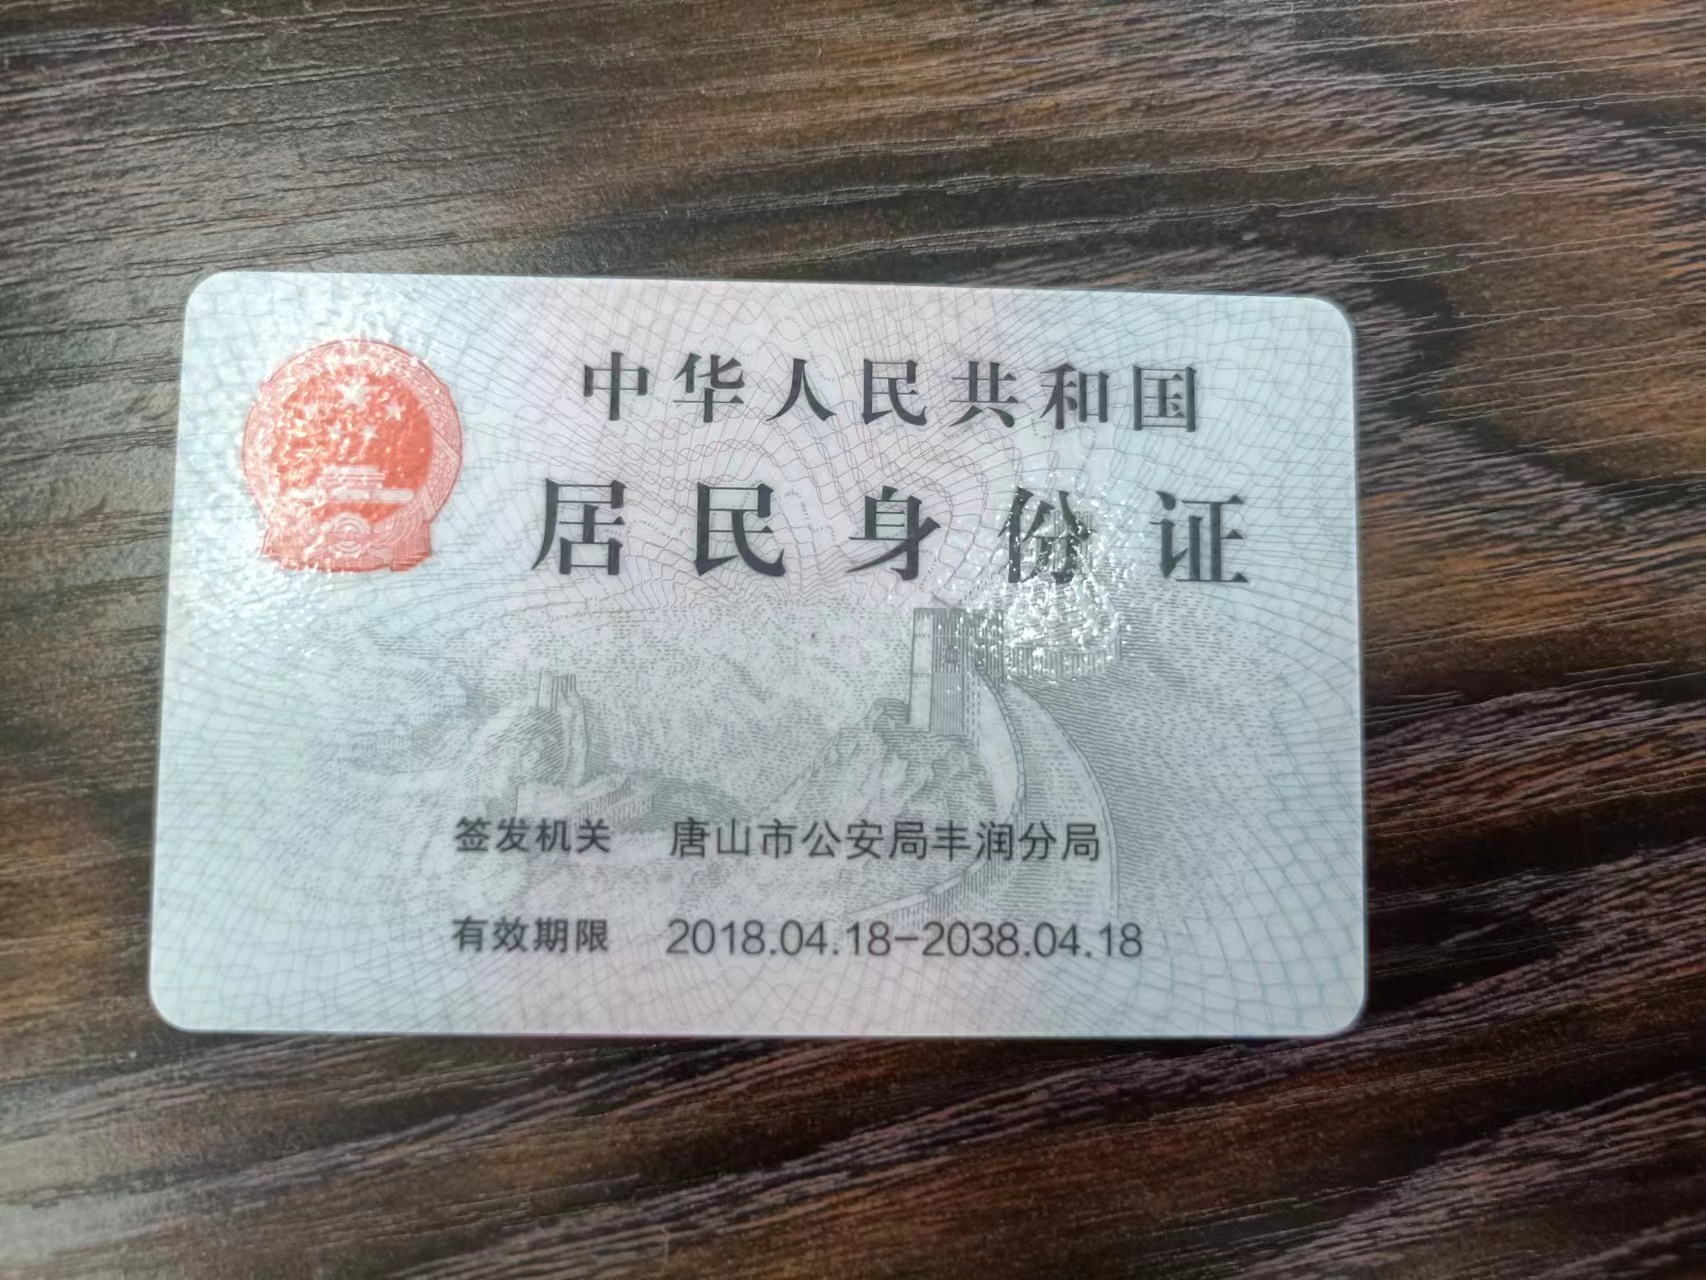 中华人民共和国
居民身份证
签发机关 唐山市公安局丰润分局
有效期限 2018.04.18-2038.04.18